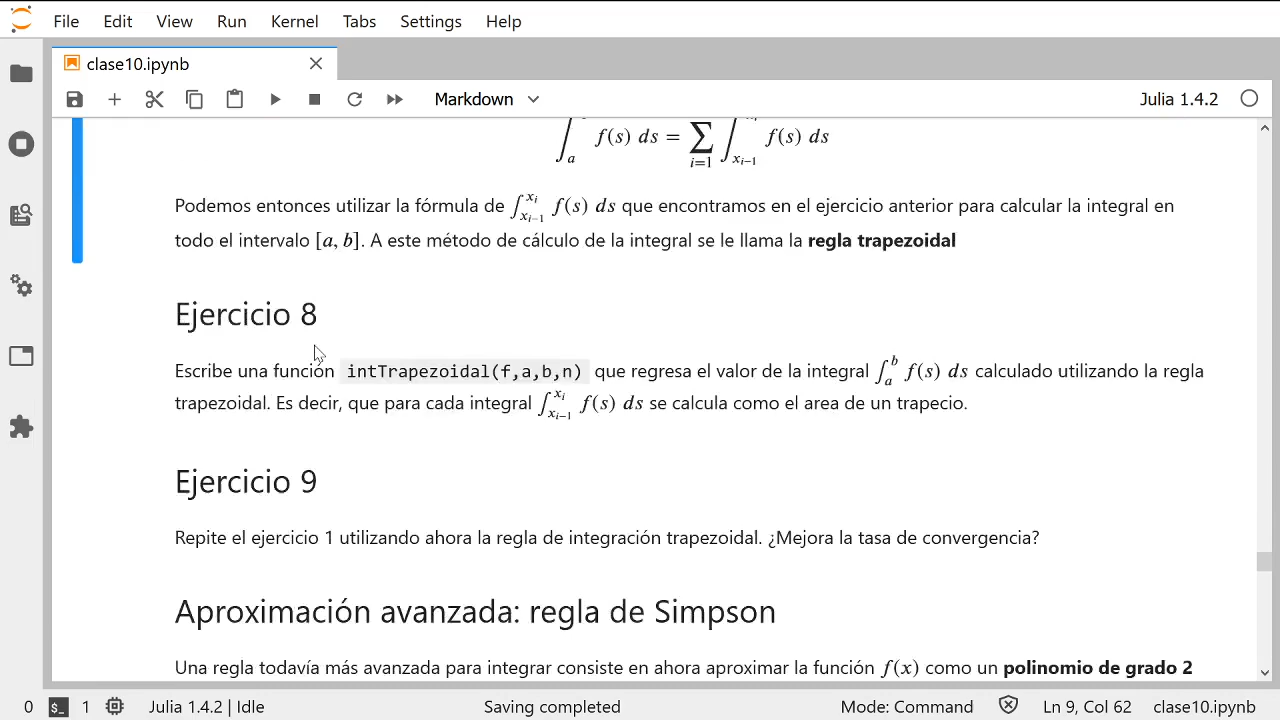 File Edit View Run Kernel Tabs Settings Help
clase10.ipynb
Markdown
Julia 1.4.2
∫_a f(s) ds = ∑_{i=1} ∫_{x_{i−1}} f(s) ds
Podemos entonces utilizar la fórmula de ∫_{x_{i−1}}^{x_i} f(s) ds que encontramos en el ejercicio anterior para calcular la integral en
todo el intervalo [a, b]. A este método de cálculo de la integral se le llama la regla trapezoidal
Ejercicio 8
Escribe una función intTrapezoidal(f,a,b,n) que regresa el valor de la integral ∫_a^b f(s) ds calculado utilizando la regla
trapezoidal. Es decir, que para cada integral ∫_{x_{i−1}}^{x_i} f(s) ds se calcula como el area de un trapecio.
Ejercicio 9
Repite el ejercicio 1 utilizando ahora la regla de integración trapezoidal. ¿Mejora la tasa de convergencia?
Aproximación avanzada: regla de Simpson
Una regla todavía más avanzada para integrar consiste en ahora aproximar la función f(x) como un polinomio de grado 2
0 $_ 1 Julia 1.4.2 | Idle Saving completed Mode: Command Ln 9, Col 62 clase10.ipynb